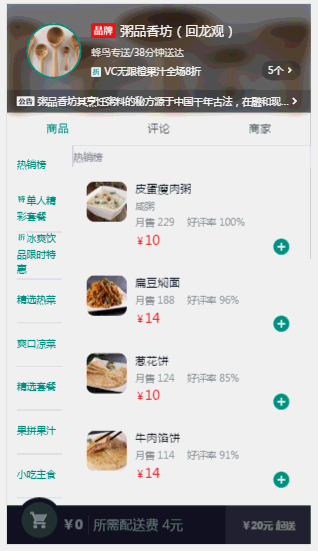 品牌 粥品香坊（回龙观）
蜂鸟专送/38分钟送达
折 VC无限橙果汁全场8折
5个 >
公告 粥品香坊其烹饪粥料的秘方源于中国千年古法，在融和现... >
商品 评论 商家
热销榜
特 单人精彩套餐
折 冰爽饮品限时特惠
精选热菜
爽口凉菜
精选套餐
果拼果汁
小吃主食
热销榜
皮蛋瘦肉粥
咸粥
月售 229 好评率 100%
¥ 10
扁豆焖面
月售 188 好评率 96%
¥ 14
葱花饼
月售 124 好评率 85%
¥ 10
牛肉馅饼
月售 114 好评率 91%
¥ 14
¥ 0 所需配送费 4元
¥20元 起送